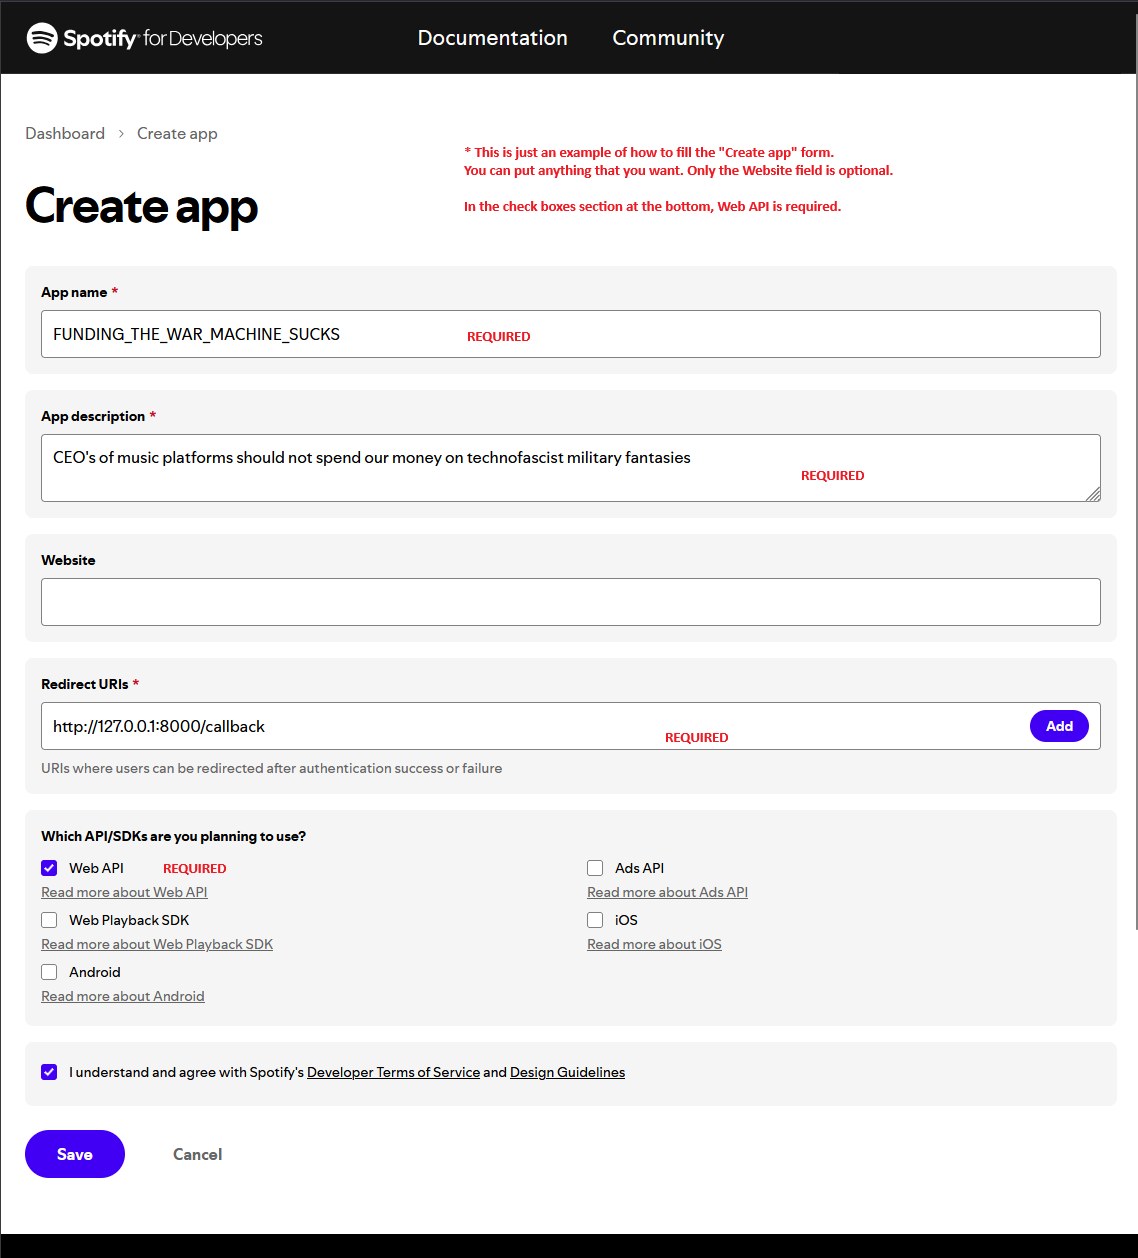 Spotify for Developers
Documentation
Community
Dashboard > Create app
* This is just an example of how to fill the "Create app" form.
You can put anything that you want. Only the Website field is optional.
In the check boxes section at the bottom, Web API is required.
Create app
App name *
FUNDING_THE_WAR_MACHINE_SUCKS
REQUIRED
App description *
CEO's of music platforms should not spend our money on technofascist military fantasies
REQUIRED
Website
Redirect URIs *
http://127.0.0.1:8000/callback
REQUIRED
Add
URIs where users can be redirected after authentication success or failure
Which API/SDKs are you planning to use?
Web API
REQUIRED
Read more about Web API
Ads API
Read more about Ads API
Web Playback SDK
Read more about Web Playback SDK
iOS
Read more about iOS
Android
Read more about Android
I understand and agree with Spotify's Developer Terms of Service and Design Guidelines
Save
Cancel